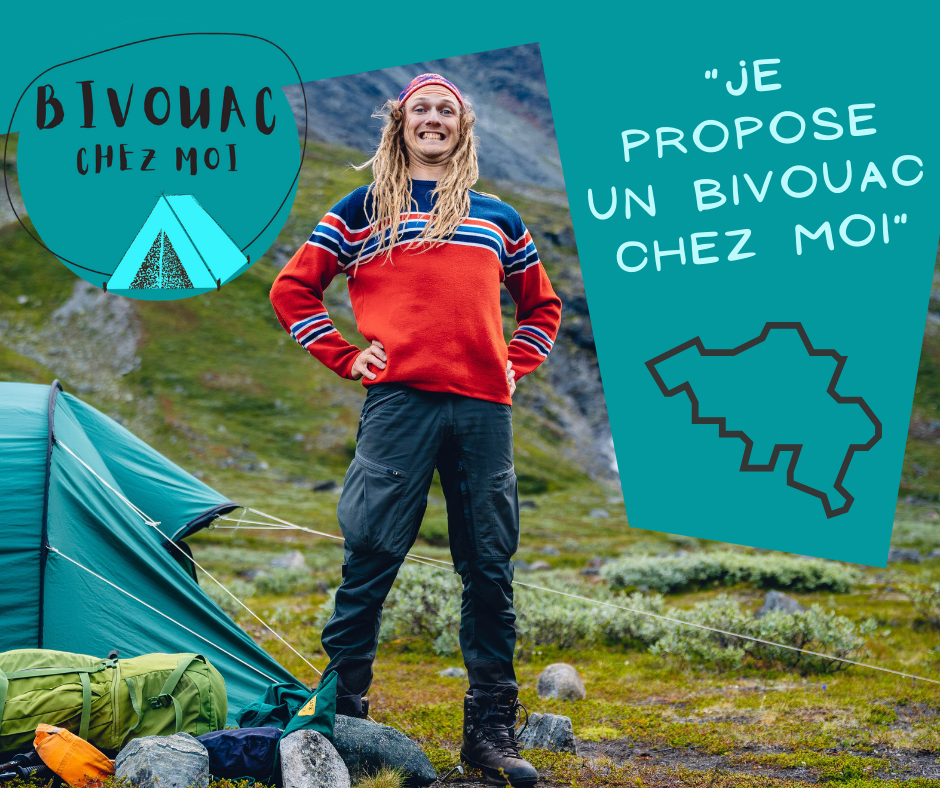 BIVOUAC
CHEZ MOI
"JE
PROPOSE
UN BIVOUAC
CHEZ MOI"